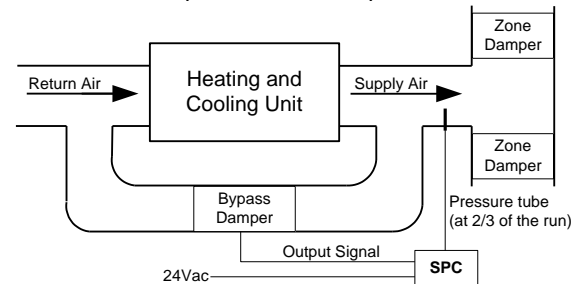 Zone
Damper
Return Air
Heating and
Cooling Unit
Supply Air
Zone
Damper
Bypass
Damper
Pressure tube
(at 2/3 of the run)
Output Signal
SPC
24Vac